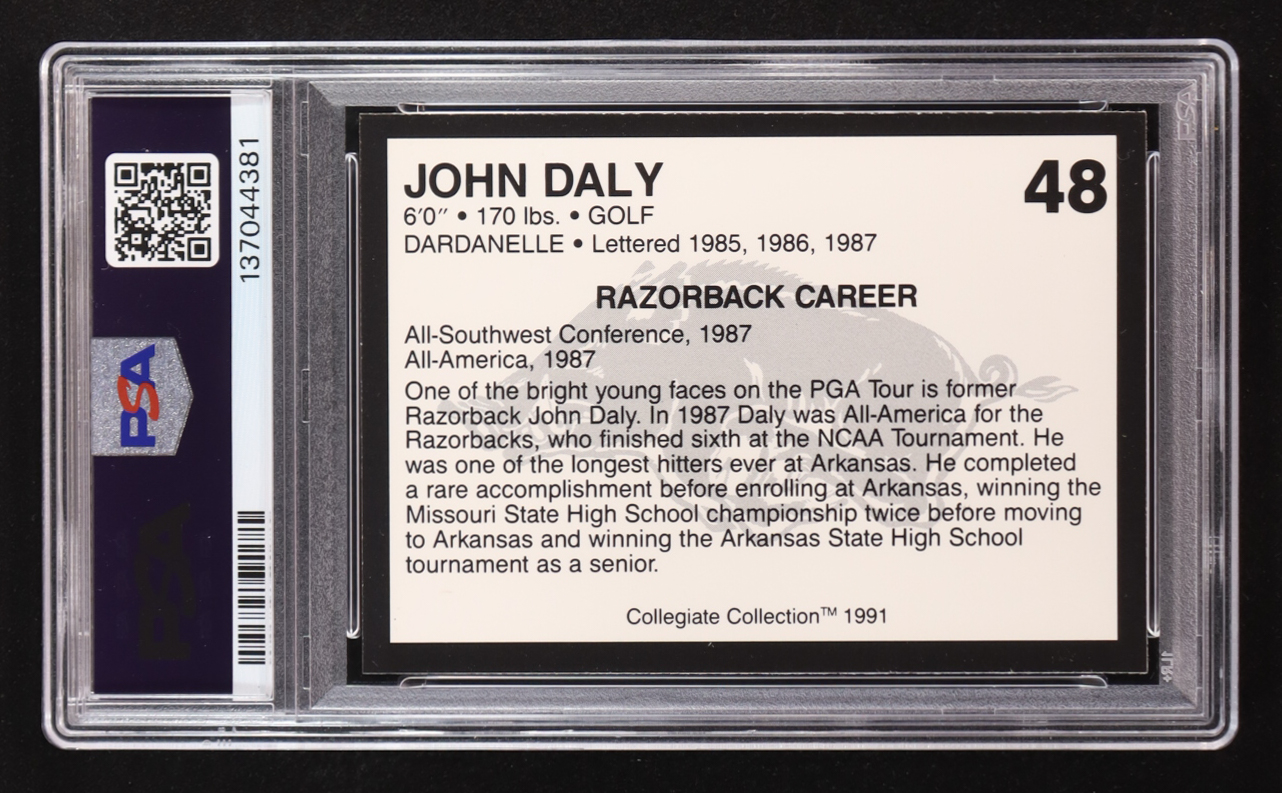 JOHN DALY
48
6'0" • 170 lbs. • GOLF
DARDANELLE • Lettered 1985, 1986, 1987
RAZORBACK CAREER
All-Southwest Conference, 1987
All-America, 1987
One of the bright young faces on the PGA Tour is former
Razorback John Daly. In 1987 Daly was All-America for the
Razorbacks, who finished sixth at the NCAA Tournament. He
was one of the longest hitters ever at Arkansas. He completed
a rare accomplishment before enrolling at Arkansas, winning the
Missouri State High School championship twice before moving
to Arkansas and winning the Arkansas State High School
tournament as a senior.
Collegiate Collection™ 1991
137044381
PSA
PSA
PSA